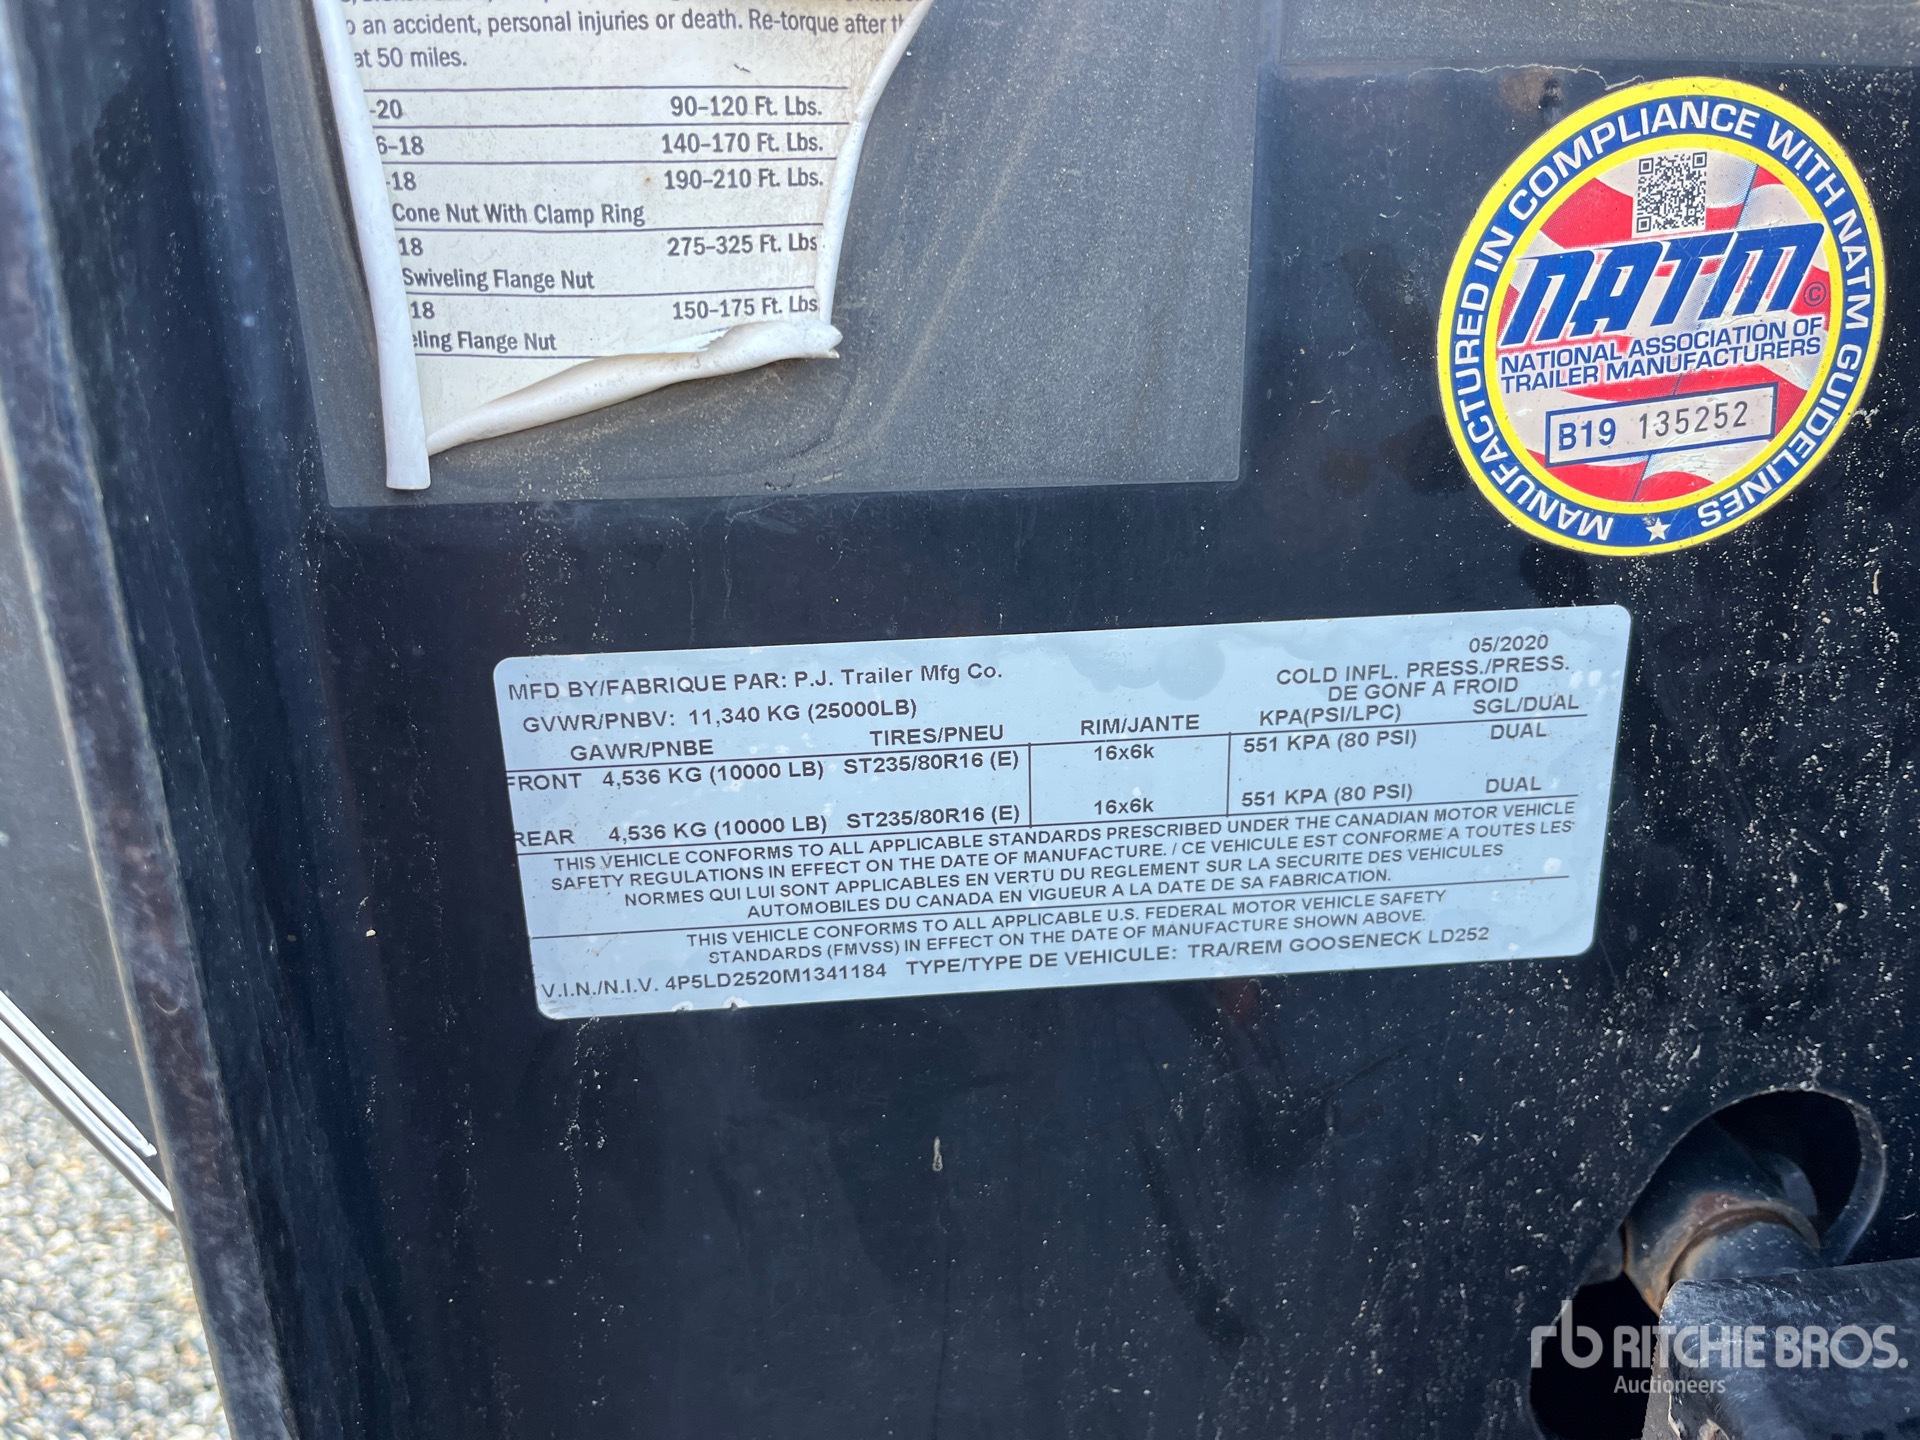 an accident, personal injuries or death. Re-torque after
at 50 miles.
-20 90–120 Ft. Lbs.
6-18 140–170 Ft. Lbs.
-18 190–210 Ft. Lbs.
Cone Nut With Clamp Ring
18 275–325 Ft. Lbs.
Swiveling Flange Nut
18 150–175 Ft. Lbs
eling Flange Nut
MANUFACTURED IN COMPLIANCE WITH NATM GUIDELINES
NATM ©
NATIONAL ASSOCIATION OF
TRAILER MANUFACTURERS
B19 135252
05/2020
MFD BY/FABRIQUE PAR: P.J. Trailer Mfg Co. COLD INFL. PRESS./PRESS.
DE GONF A FROID
GVWR/PNBV: 11,340 KG (25000LB)
GAWR/PNBE TIRES/PNEU RIM/JANTE KPA(PSI/LPC) SGL/DUAL
FRONT 4,536 KG (10000 LB) ST235/80R16 (E) 16x6k 551 KPA (80 PSI) DUAL
REAR 4,536 KG (10000 LB) ST235/80R16 (E) 16x6k 551 KPA (80 PSI) DUAL
THIS VEHICLE CONFORMS TO ALL APPLICABLE STANDARDS PRESCRIBED UNDER THE CANADIAN MOTOR VEHICLE
SAFETY REGULATIONS IN EFFECT ON THE DATE OF MANUFACTURE. / CE VEHICULE EST CONFORME A TOUTES LES
NORMES QUI LUI SONT APPLICABLES EN VERTU DU REGLEMENT SUR LA SECURITE DES VEHICULES
AUTOMOBILES DU CANADA EN VIGUEUR A LA DATE DE SA FABRICATION.
THIS VEHICLE CONFORMS TO ALL APPLICABLE U.S. FEDERAL MOTOR VEHICLE SAFETY
STANDARDS (FMVSS) IN EFFECT ON THE DATE OF MANUFACTURE SHOWN ABOVE.
V.I.N./N.I.V. 4P5LD2520M1341184 TYPE/TYPE DE VEHICULE: TRA/REM GOOSENECK LD252
rb RITCHIE BROS.
Auctioneers